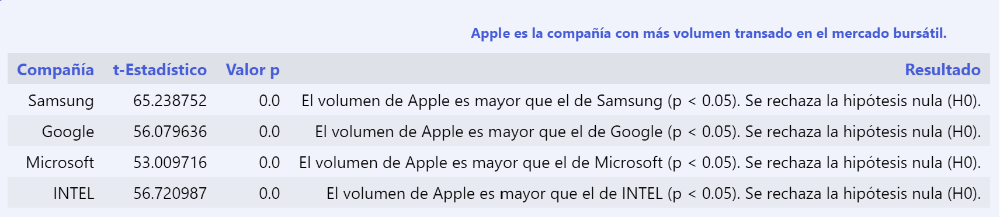 Apple es la compañía con más volumen transado en el mercado bursátil.
Compañía t-Estadístico Valor p Resultado
Samsung 65.238752 0.0 El volumen de Apple es mayor que el de Samsung (p < 0.05). Se rechaza la hipótesis nula (H0).
Google 56.079636 0.0 El volumen de Apple es mayor que el de Google (p < 0.05). Se rechaza la hipótesis nula (H0).
Microsoft 53.009716 0.0 El volumen de Apple es mayor que el de Microsoft (p < 0.05). Se rechaza la hipótesis nula (H0).
INTEL 56.720987 0.0 El volumen de Apple es mayor que el de INTEL (p < 0.05). Se rechaza la hipótesis nula (H0).